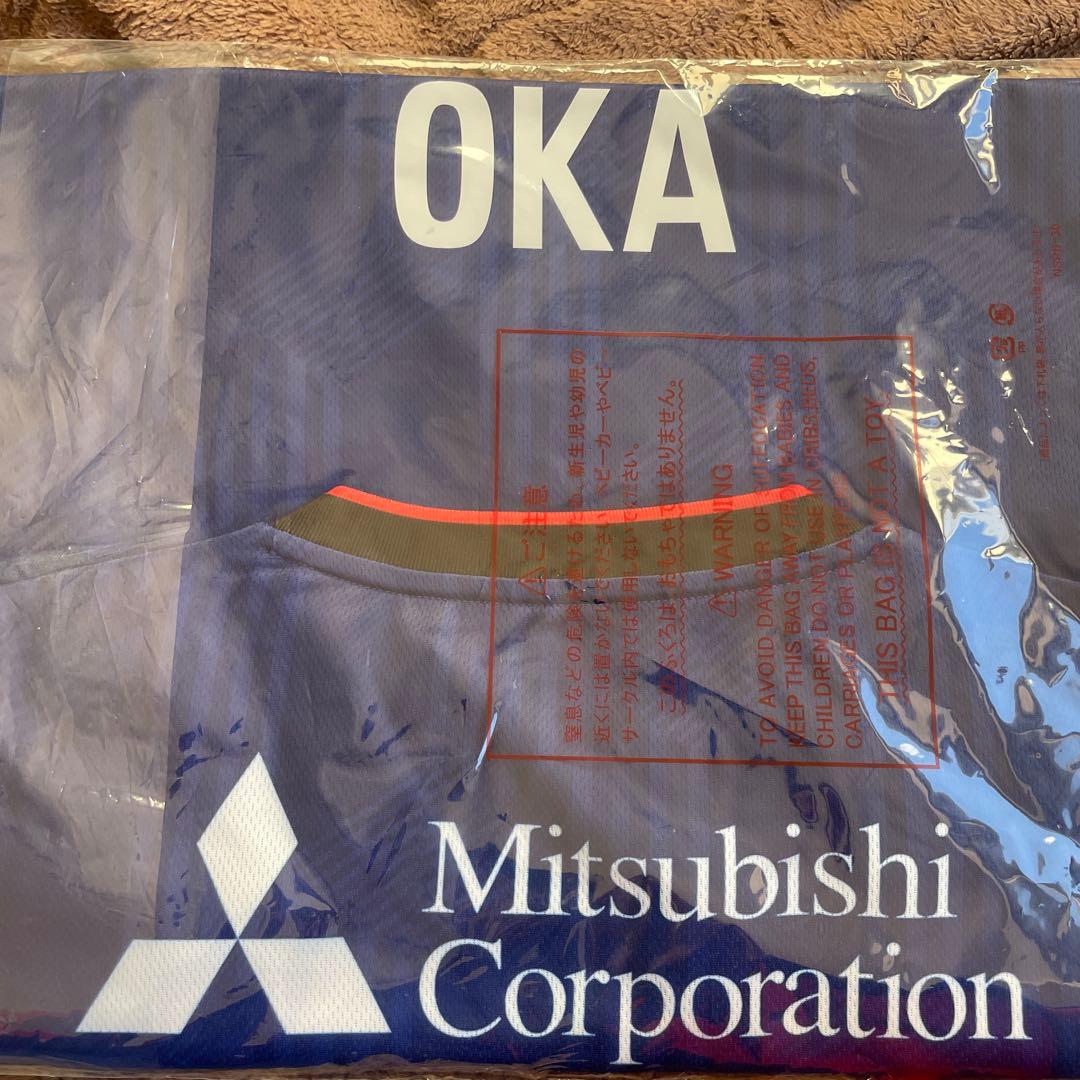 OKA
⚠ご注意
窒息などの危険を避けるため、新生児や幼児の
近くには置かないでください。ベビーカーやベビー
サークル内では使用しないでください。
このふくろはおもちゃではありません。
⚠ WARNING
TO AVOID DANGER OF SUFFOCATION
KEEP THIS BAG AWAY FROM BABIES AND
CHILDREN DO NOT USE IN CRIBS,BEDS,
CARRIAGES OR PLAYPENS
THIS BAG IS NOT A TOY.
PP
Mitsubishi
Corporation